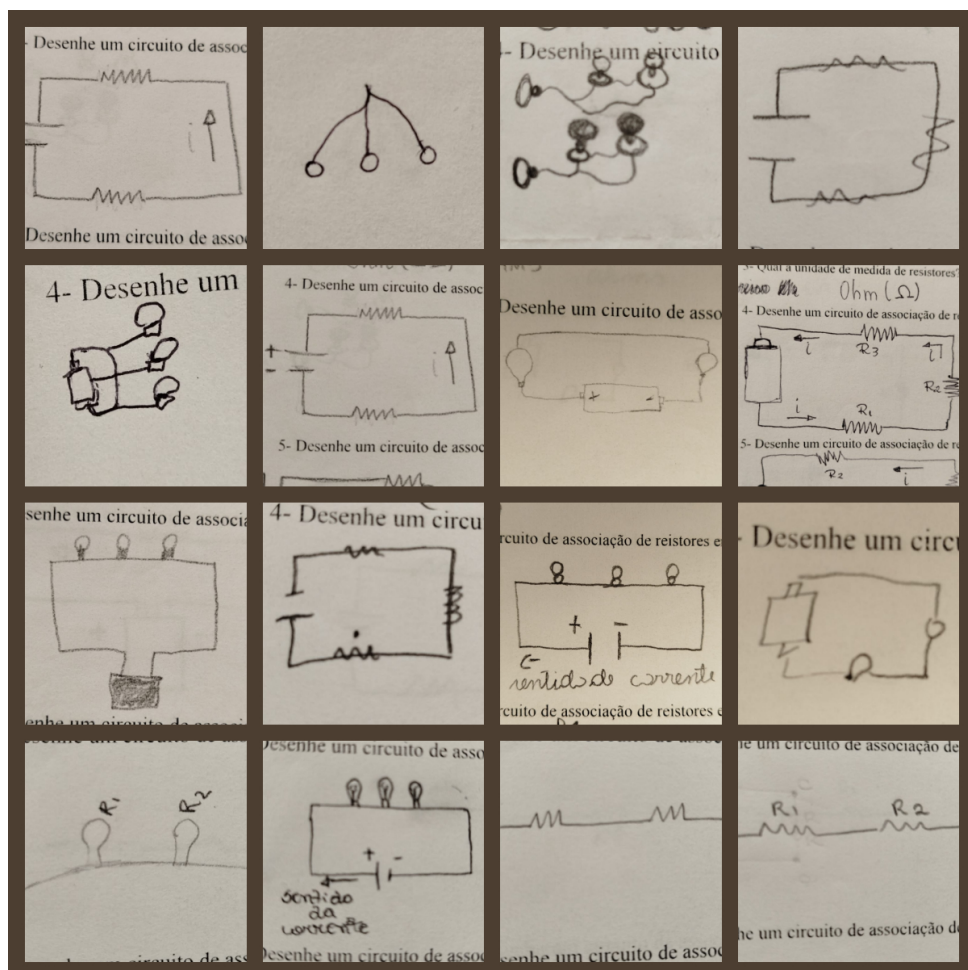 - Desenhe um circuito de assoc
i
Desenhe um circuito de asso
- Desenhe um circuito
4- Desenhe um
4- Desenhe um circuito de assoc
+
-
i
5- Desenhe um circuito de assoc
Desenhe um circuito de asso
+ -
Qual a unidade de medida de resistores?
Ohm (Ω)
4- Desenhe um circuito de associação de
i
R3
i
R2
i
R1
5- Desenhe um circuito de associação de
R2
i
senhe um circuito de associa
enhe um circuito de associ
4- Desenhe um circu
rcuito de associação de reistores e
+ -
sentido de corrente
rcuito de associação de reistores e
- Desenhe um circu
R1 R2
Desenhe um circuito de asso
+ -
sentido
da
corrente
Desenhe um circuito de asso
senhe um circuito de assoc
um circuito de associação de
R1 R2
he um circuito de associação d